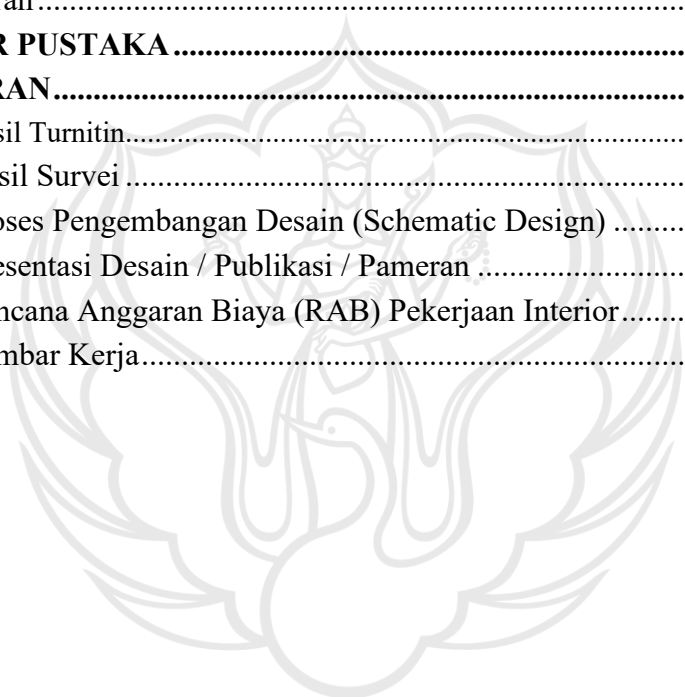 R PUSTAKA........................................................................
RAN........................................................................................
sil Turnitin..............................................................................
sil Survei ................................................................................
oses Pengembangan Desain (Schematic Design) .........
esentasi Desain / Publikasi / Pameran .............................
ncana Anggaran Biaya (RAB) Pekerjaan Interior........
mbar Kerja..............................................................................